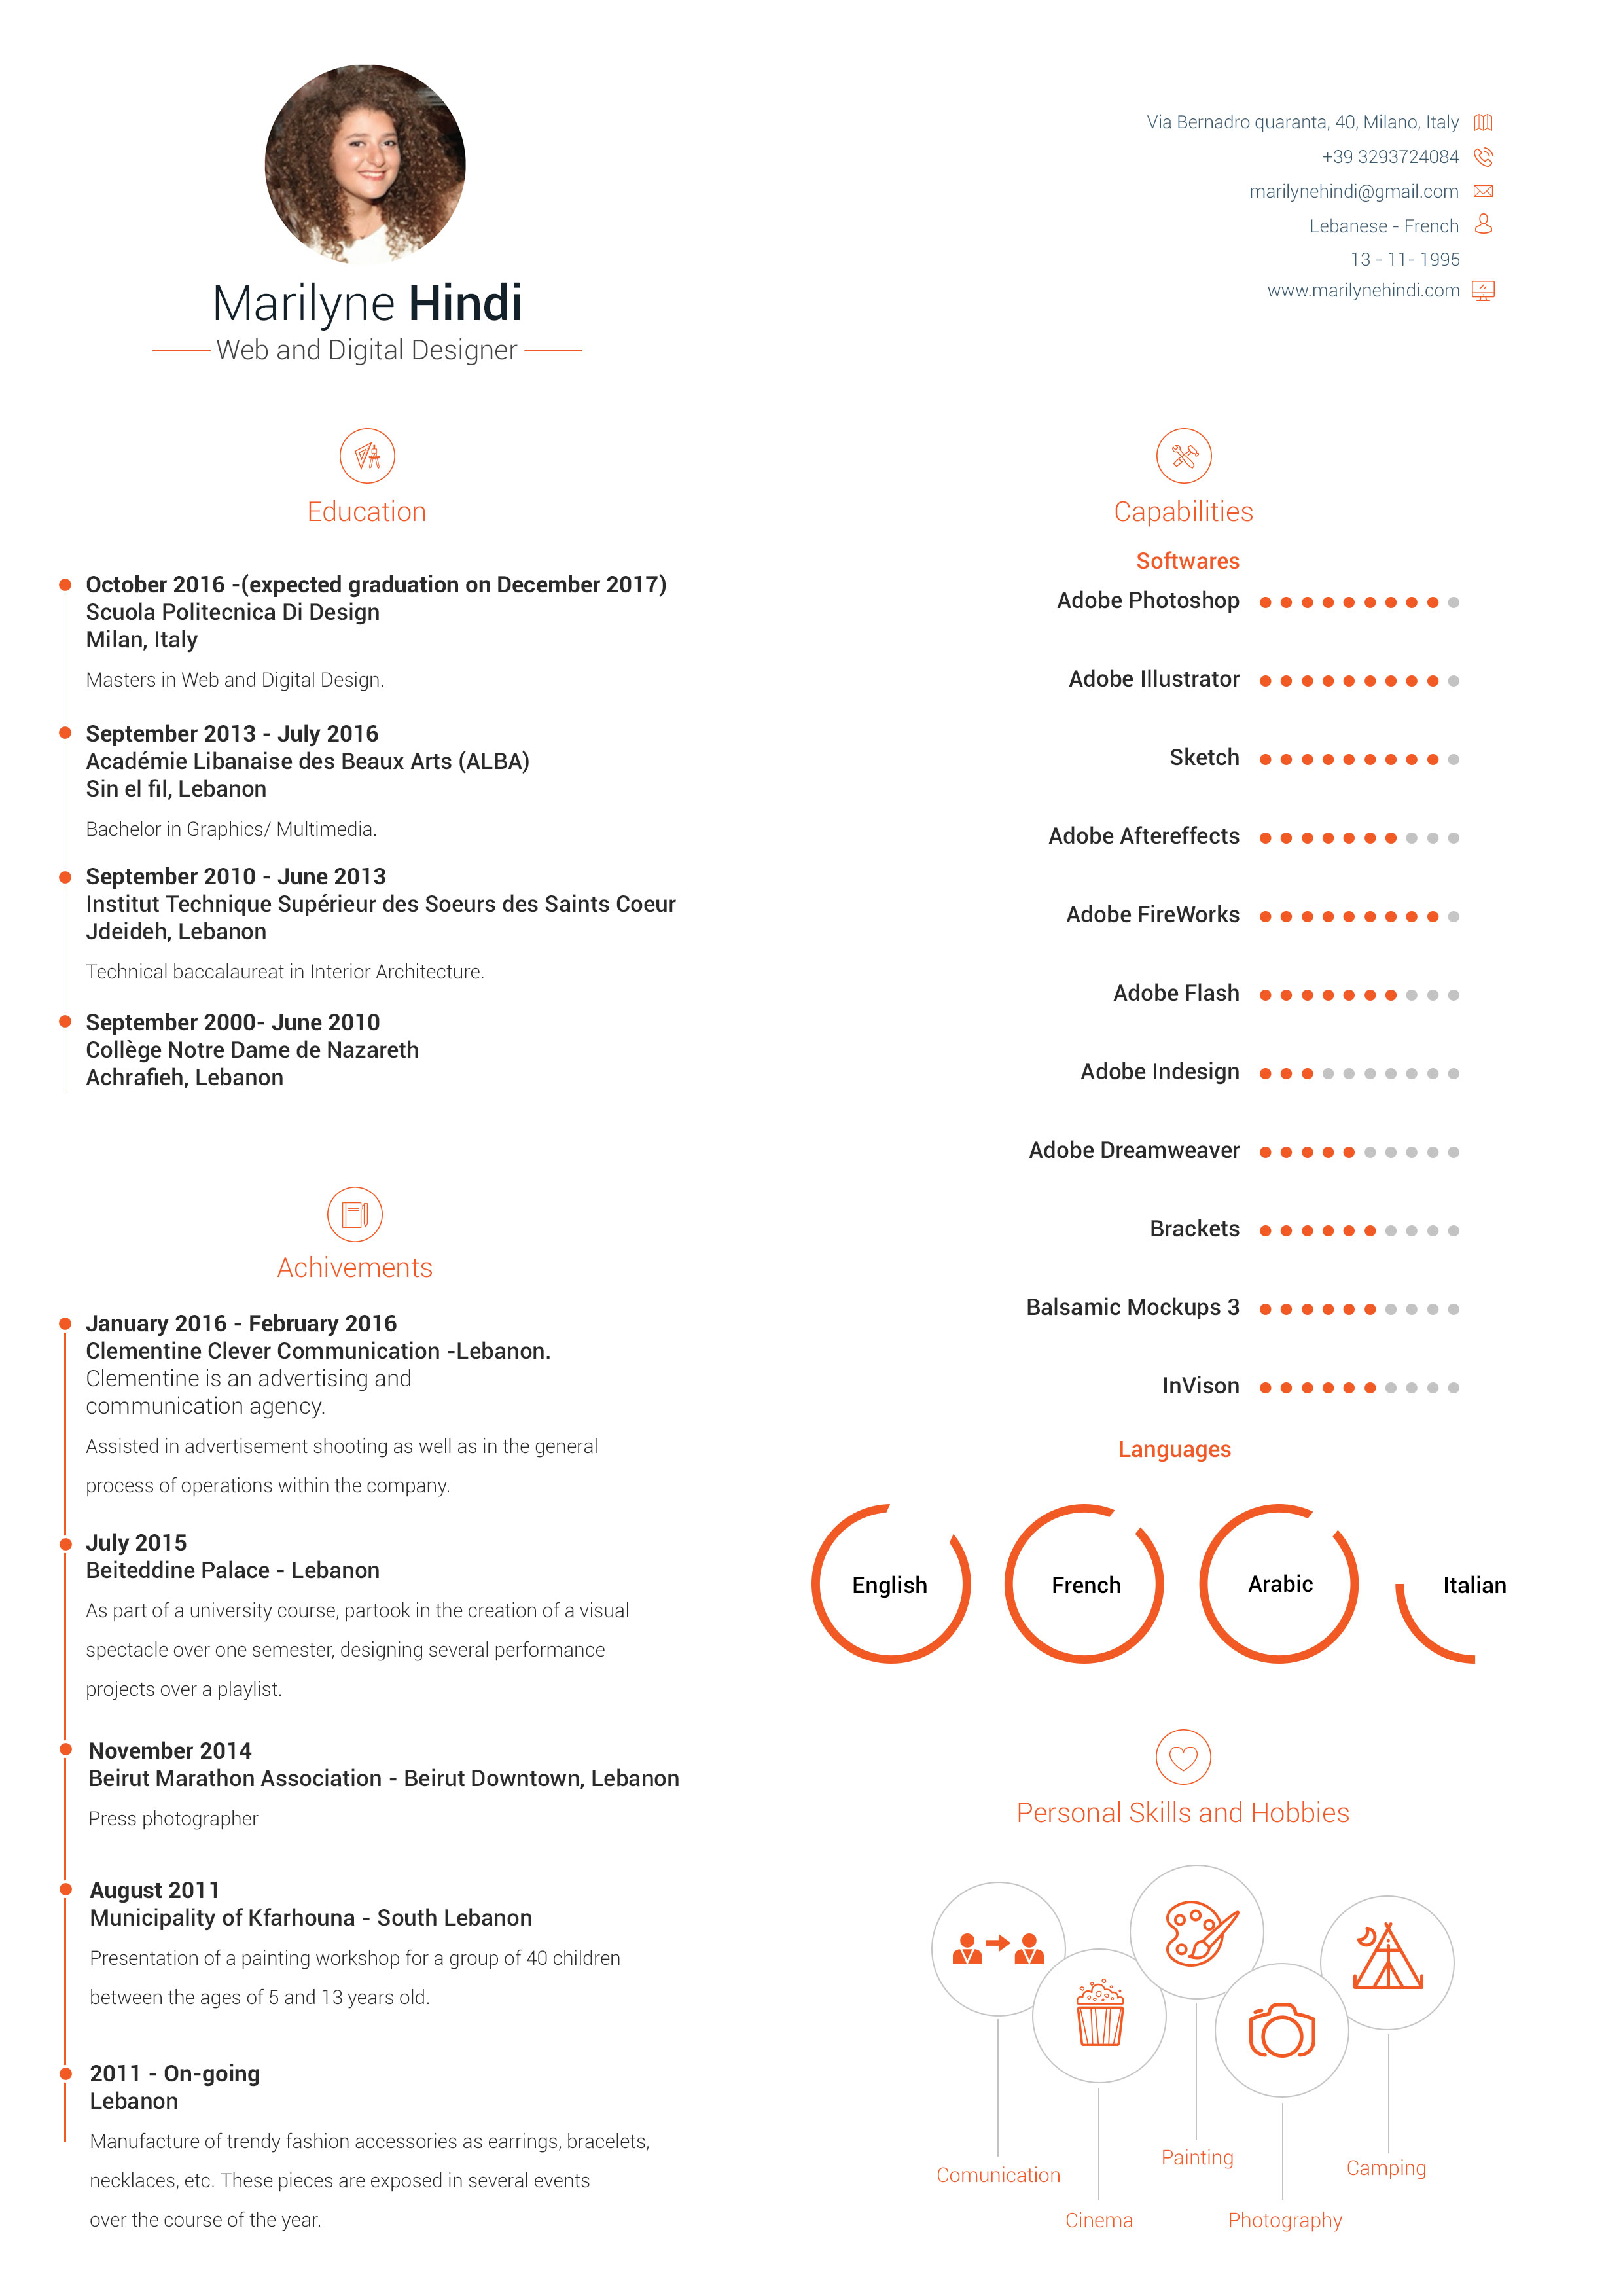 Marilyne Hindi
Web and Digital Designer
Via Bernadro quaranta, 40, Milano, Italy
+39 3293724084
marilynehindi@gmail.com
Lebanese - French
13 - 11- 1995
www.marilynehindi.com
Education
October 2016 -(expected graduation on December 2017)
Scuola Politecnica Di Design
Milan, Italy
Masters in Web and Digital Design.
September 2013 - July 2016
Académie Libanaise des Beaux Arts (ALBA)
Sin el fil, Lebanon
Bachelor in Graphics/ Multimedia.
September 2010 - June 2013
Institut Technique Supérieur des Soeurs des Saints Coeur
Jdeideh, Lebanon
Technical baccalaureat in Interior Architecture.
September 2000- June 2010
Collège Notre Dame de Nazareth
Achrafieh, Lebanon
Achivements
January 2016 - February 2016
Clementine Clever Communication -Lebanon.
Clementine is an advertising and
communication agency.
Assisted in advertisement shooting as well as in the general
process of operations within the company.
July 2015
Beiteddine Palace - Lebanon
As part of a university course, partook in the creation of a visual
spectacle over one semester, designing several performance
projects over a playlist.
November 2014
Beirut Marathon Association - Beirut Downtown, Lebanon
Press photographer
August 2011
Municipality of Kfarhouna - South Lebanon
Presentation of a painting workshop for a group of 40 children
between the ages of 5 and 13 years old.
2011 - On-going
Lebanon
Manufacture of trendy fashion accessories as earrings, bracelets,
necklaces, etc. These pieces are exposed in several events
over the course of the year.
Capabilities
Softwares
Adobe Photoshop
Adobe Illustrator
Sketch
Adobe Aftereffects
Adobe FireWorks
Adobe Flash
Adobe Indesign
Adobe Dreamweaver
Brackets
Balsamic Mockups 3
InVison
Languages
English
French
Arabic
Italian
Personal Skills and Hobbies
Comunication
Cinema
Painting
Photography
Camping